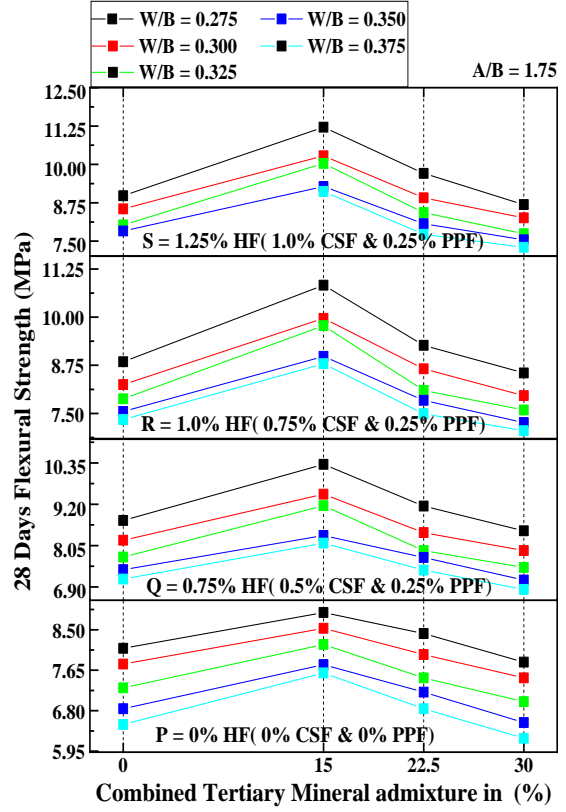 W/B = 0.275 W/B = 0.350
W/B = 0.300 W/B = 0.375
W/B = 0.325
A/B = 1.75
12.50
11.25
10.00
8.75
7.50
S = 1.25% HF( 1.0% CSF & 0.25% PPF)
11.25
10.00
8.75
7.50
R = 1.0% HF( 0.75% CSF & 0.25% PPF)
10.35
9.20
8.05
6.90
Q = 0.75% HF( 0.5% CSF & 0.25% PPF)
8.50
7.65
6.80
5.95
P = 0% HF( 0% CSF & 0% PPF)
28 Days Flexural Strength (MPa)
0 15 22.5 30
Combined Tertiary Mineral admixture in (%)